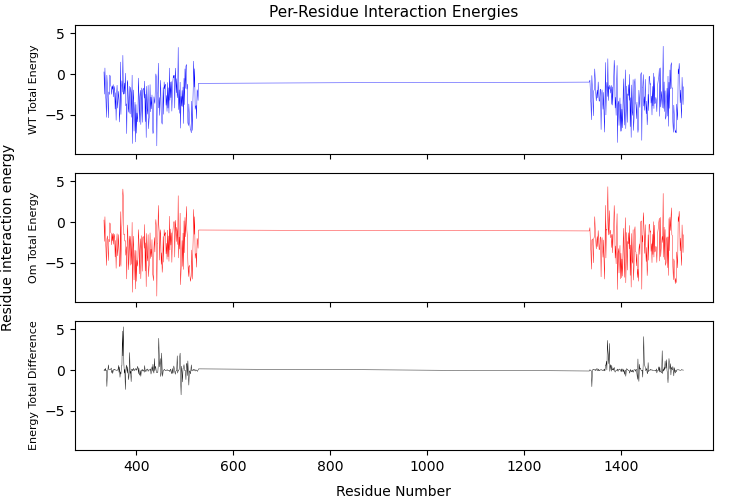 Per-Residue Interaction Energies
Residue interaction energy
WT Total Energy
5
0
−5
Om Total Energy
5
0
−5
Energy Total Difference
5
0
−5
400 600 800 1000 1200 1400
Residue Number